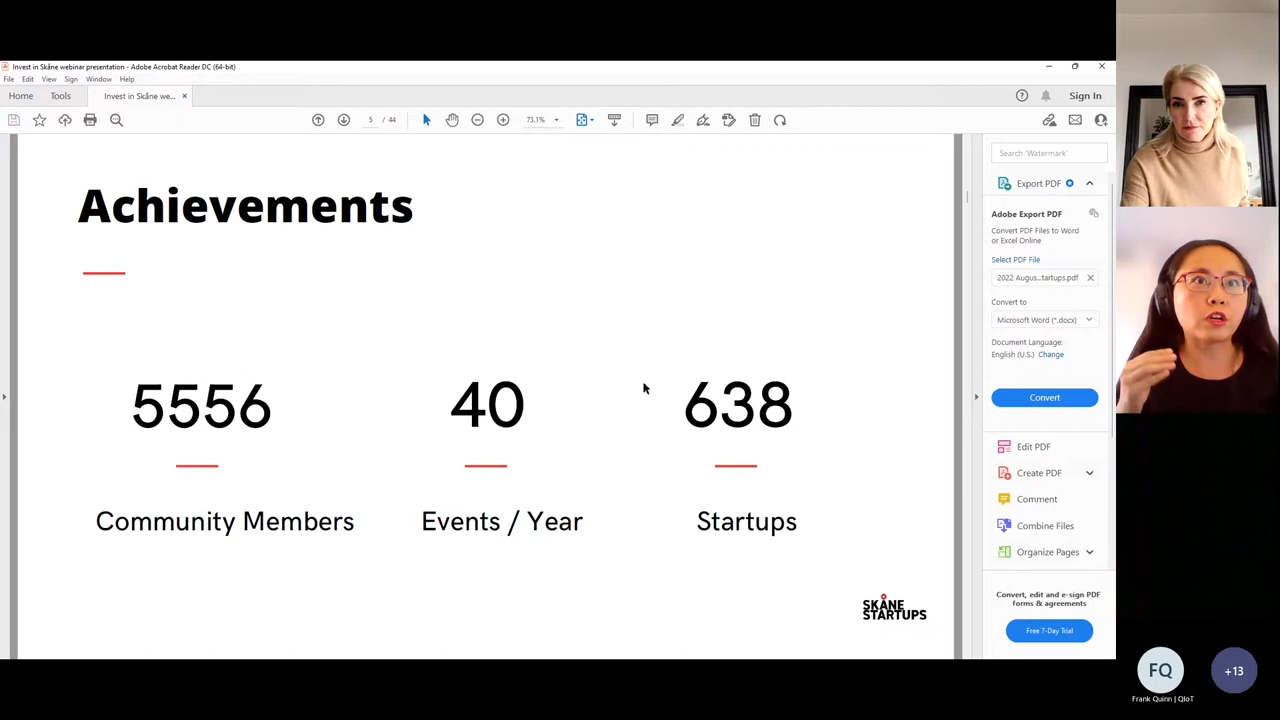 Invest in Skåne webinar presentation - Adobe Acrobat Reader DC (64-bit)
File Edit View Sign Window Help
Home Tools Invest in Skåne we... × Sign In
5 / 44 73.1%
Achievements
5556 40 638
Community Members Events / Year Startups
SKÅNE
STARTUPS
Search 'Watermark'
Export PDF
Adobe Export PDF
Convert PDF Files to Word
or Excel Online
Select PDF File
2022 Augus...tartups.pdf
Convert to
Microsoft Word (*.docx)
Document Language:
English (U.S.) Change
Convert
Edit PDF
Create PDF
Comment
Combine Files
Organize Pages
Convert, edit and e-sign PDF
forms & agreements
Free 7-Day Trial
FQ +13
Frank Quinn | QIoT